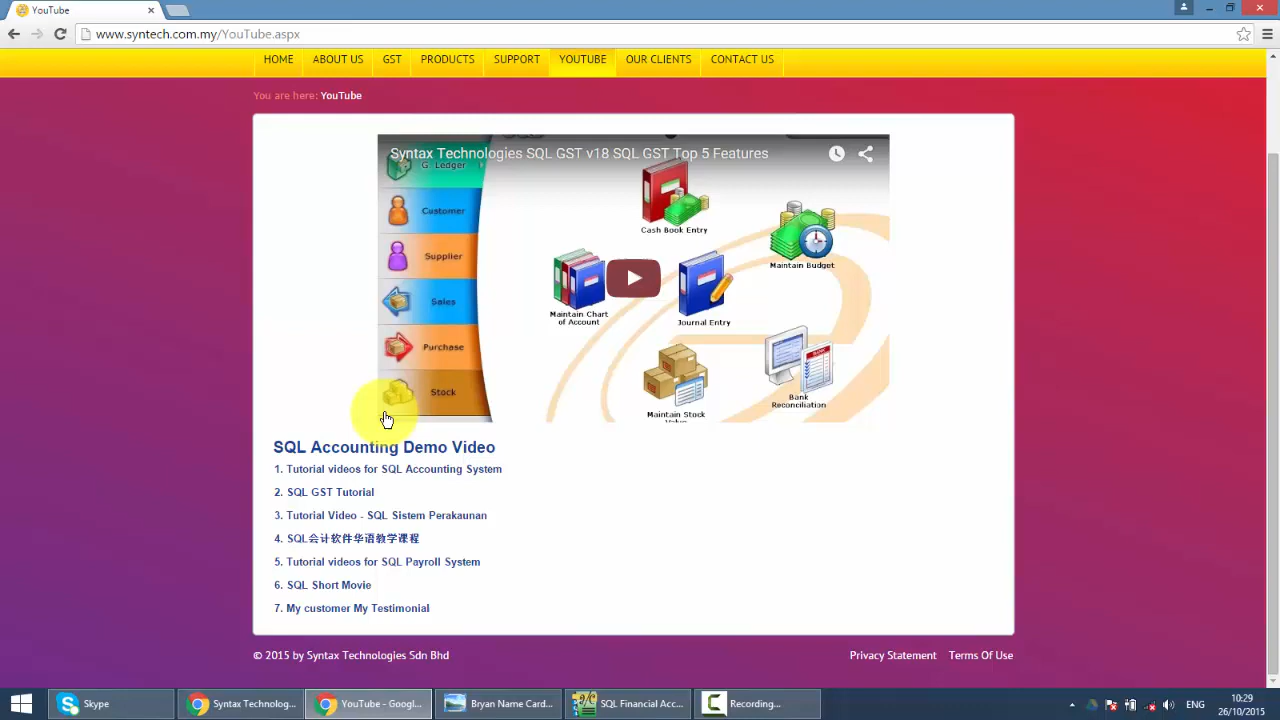 YouTube
www.syntech.com.my/YouTube.aspx
HOME ABOUT US GST PRODUCTS SUPPORT YOUTUBE OUR CLIENTS CONTACT US
You are here: YouTube
Syntax Technologies SQL GST v18 SQL GST Top 5 Features
G. Ledger
Customer
Supplier
Sales
Purchase
Stock
Cash Book Entry
Maintain Budget
Maintain Chart
of Account
Journal Entry
Maintain Stock
Value
Bank
Reconciliation
SQL Accounting Demo Video
1. Tutorial videos for SQL Accounting System
2. SQL GST Tutorial
3. Tutorial Video - SQL Sistem Perakaunan
4. SQL会计软件华语教学课程
5. Tutorial videos for SQL Payroll System
6. SQL Short Movie
7. My customer My Testimonial
© 2015 by Syntax Technologies Sdn Bhd
Privacy Statement Terms Of Use
Skype
Syntax Technolog...
YouTube - Googl...
Bryan Name Card...
SQL Financial Acc...
Recording...
ENG
10:29
26/10/2015